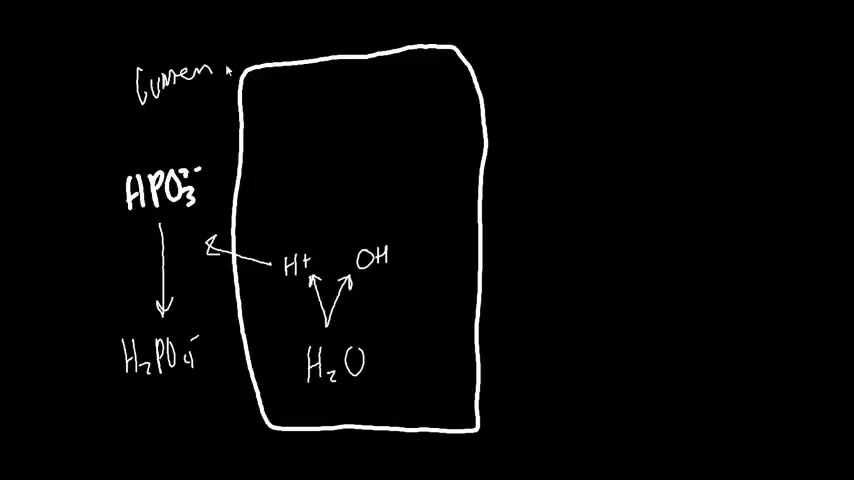 Lumen
HPO₃²⁻
H⁺ OH
H₂PO₄⁻
H₂O